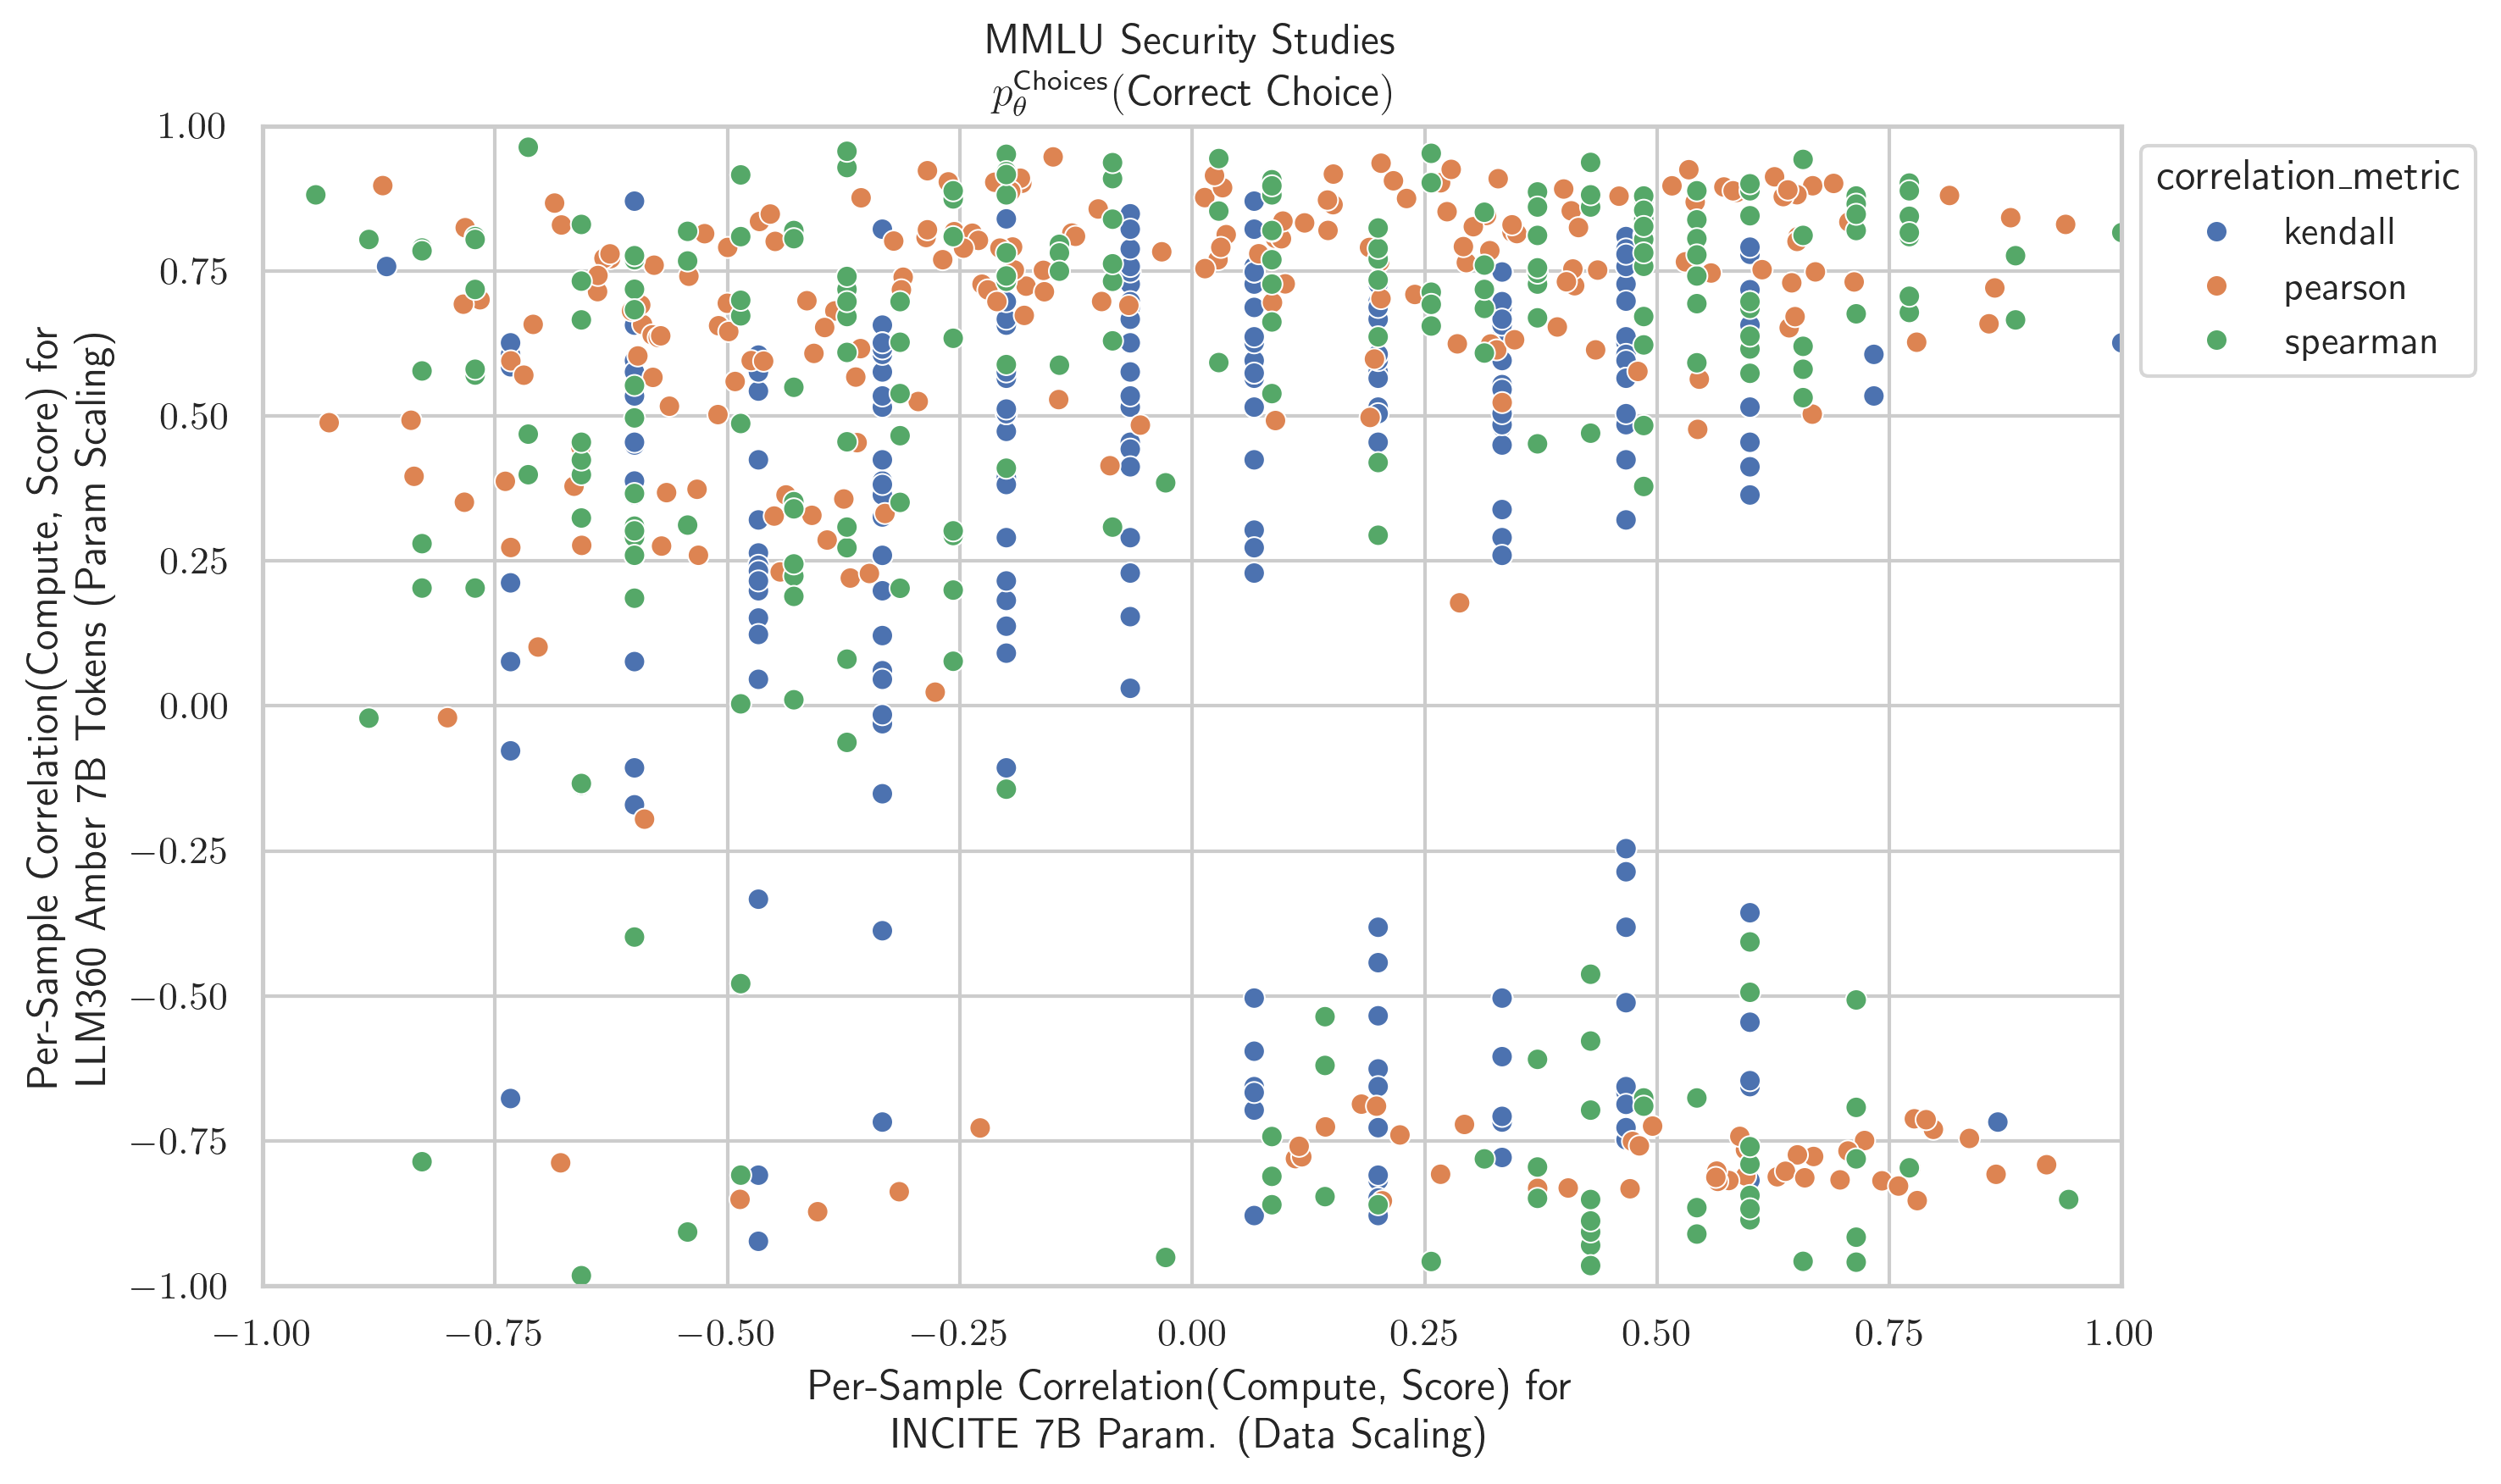 MMLU Security Studies
p_θ^Choices(Correct Choice)
1.00
0.75
0.50
0.25
0.00
−0.25
−0.50
−0.75
−1.00
Per-Sample Correlation(Compute, Score) for
LLM360 Amber 7B Tokens (Param Scaling)
−1.00 −0.75 −0.50 −0.25 0.00 0.25 0.50 0.75 1.00
Per-Sample Correlation(Compute, Score) for
INCITE 7B Param. (Data Scaling)
correlation_metric
kendall
pearson
spearman